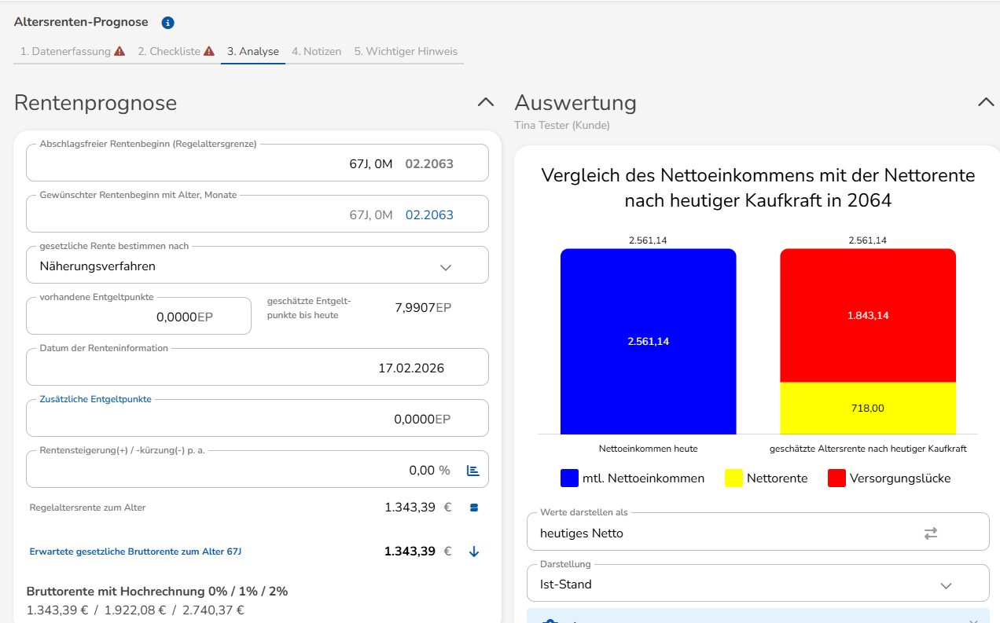 Altersrenten-Prognose
1. Datenerfassung 2. Checkliste 3. Analyse 4. Notizen 5. Wichtiger Hinweis
Rentenprognose
Abschlagsfreier Rentenbeginn (Regelaltersgrenze)
67J, 0M 02.2063
Gewünschter Rentenbeginn mit Alter, Monate
67J, 0M 02.2063
gesetzliche Rente bestimmen nach
Näherungsverfahren
vorhandene Entgeltpunkte
0,0000EP
geschätzte Entgelt-
punkte bis heute
7,9907EP
Datum der Renteninformation
17.02.2026
Zusätzliche Entgeltpunkte
0,0000EP
Rentensteigerung(+) / -kürzung(-) p. a.
0,00 %
Regelaltersrente zum Alter 1.343,39 €
Erwartete gesetzliche Bruttorente zum Alter 67J 1.343,39 €
Bruttorente mit Hochrechnung 0% / 1% / 2%
1.343,39 € / 1.922,08 € / 2.740,37 €
Auswertung
Tina Tester (Kunde)
Vergleich des Nettoeinkommens mit der Nettorente
nach heutiger Kaufkraft in 2064
2.561,14 2.561,14
1.843,14
2.561,14
718,00
Nettoeinkommen heute geschätzte Altersrente nach heutiger Kaufkraft
mtl. Nettoeinkommen Nettorente Versorgungslücke
Werte darstellen als
heutiges Netto
Darstellung
Ist-Stand